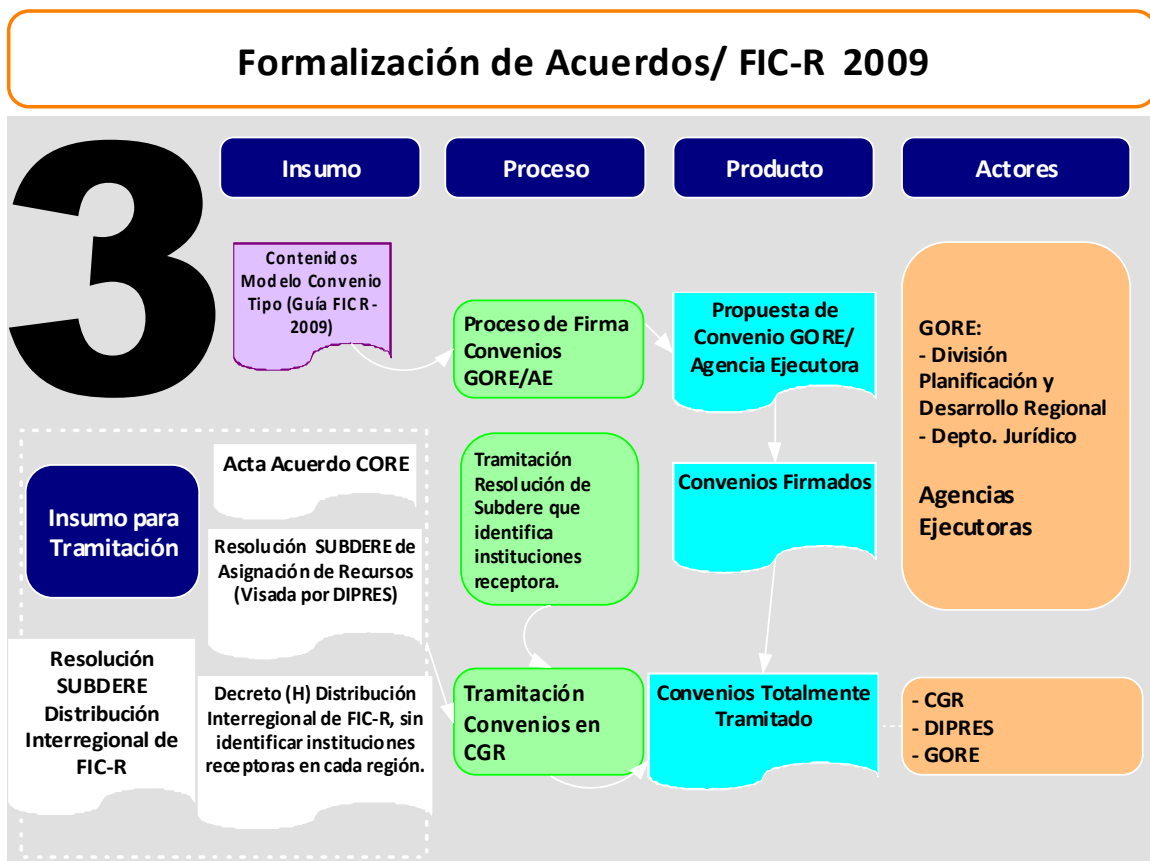 Formalización de Acuerdos/ FIC-R 2009
3
Insumo
Proceso
Producto
Actores
Contenidos
Modelo Convenio
Tipo (Guía FICR-
2009)
Proceso de Firma
Convenios
GORE/AE
Propuesta de
Convenio GORE/
Agencia Ejecutora
GORE:
- División
Planificación y
Desarrollo Regional
- Depto. Jurídico
Agencias
Ejecutoras
Insumo para
Tramitación
Acta Acuerdo CORE
Resolución SUBDERE de
Asignación de Recursos
(Visada por DIPRES)
Tramitación
Resolución de
Subdere que
identifica
instituciones
receptora.
Convenios Firmados
Resolución
SUBDERE
Distribución
Interregional de
FIC-R
Decreto (H) Distribución
Interregional de FIC-R, sin
identificar instituciones
receptoras en cada región.
Tramitación
Convenios en
CGR
Convenios Totalmente
Tramitado
- CGR
- DIPRES
- GORE